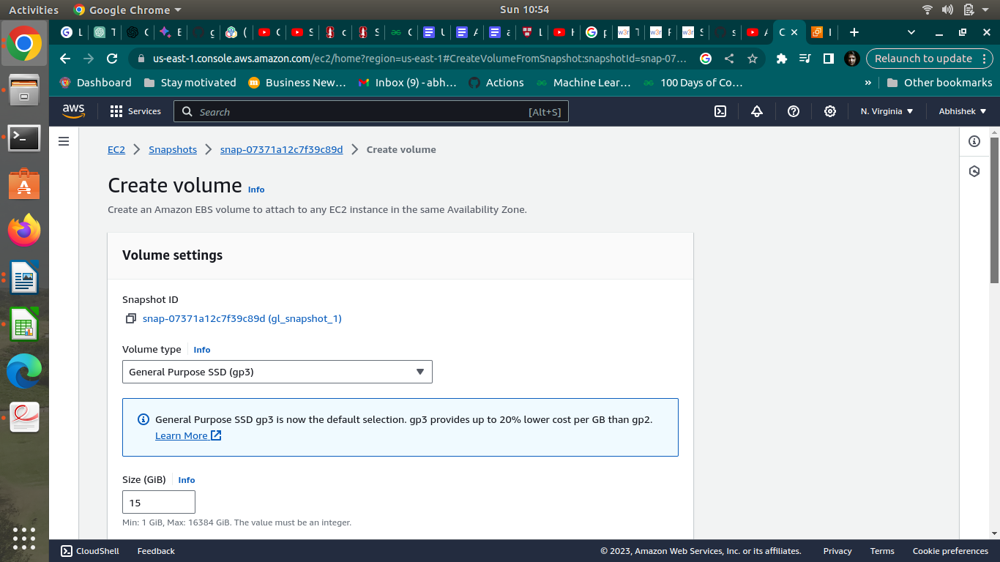 Activities
Google Chrome
Sun 10:54
us-east-1.console.aws.amazon.com/ec2/home?region=us-east-1#CreateVolumeFromSnapshot:snapshotId=snap-07…
Relaunch to update
Dashboard
Stay motivated
Business New…
Inbox (9) - abh…
Actions
Machine Lear…
100 Days of Co…
»
Other bookmarks
aws
Services
Search
[Alt+S]
N. Virginia
Abhishek
EC2
Snapshots
snap-07371a12c7f39c89d
Create volume
Create volume Info
Create an Amazon EBS volume to attach to any EC2 instance in the same Availability Zone.
Volume settings
Snapshot ID
snap-07371a12c7f39c89d (gl_snapshot_1)
Volume type Info
General Purpose SSD (gp3)
General Purpose SSD gp3 is now the default selection. gp3 provides up to 20% lower cost per GB than gp2.
Learn More
Size (GiB) Info
15
Min: 1 GiB, Max: 16384 GiB. The value must be an integer.
CloudShell
Feedback
© 2023, Amazon Web Services, Inc. or its affiliates.
Privacy
Terms
Cookie preferences